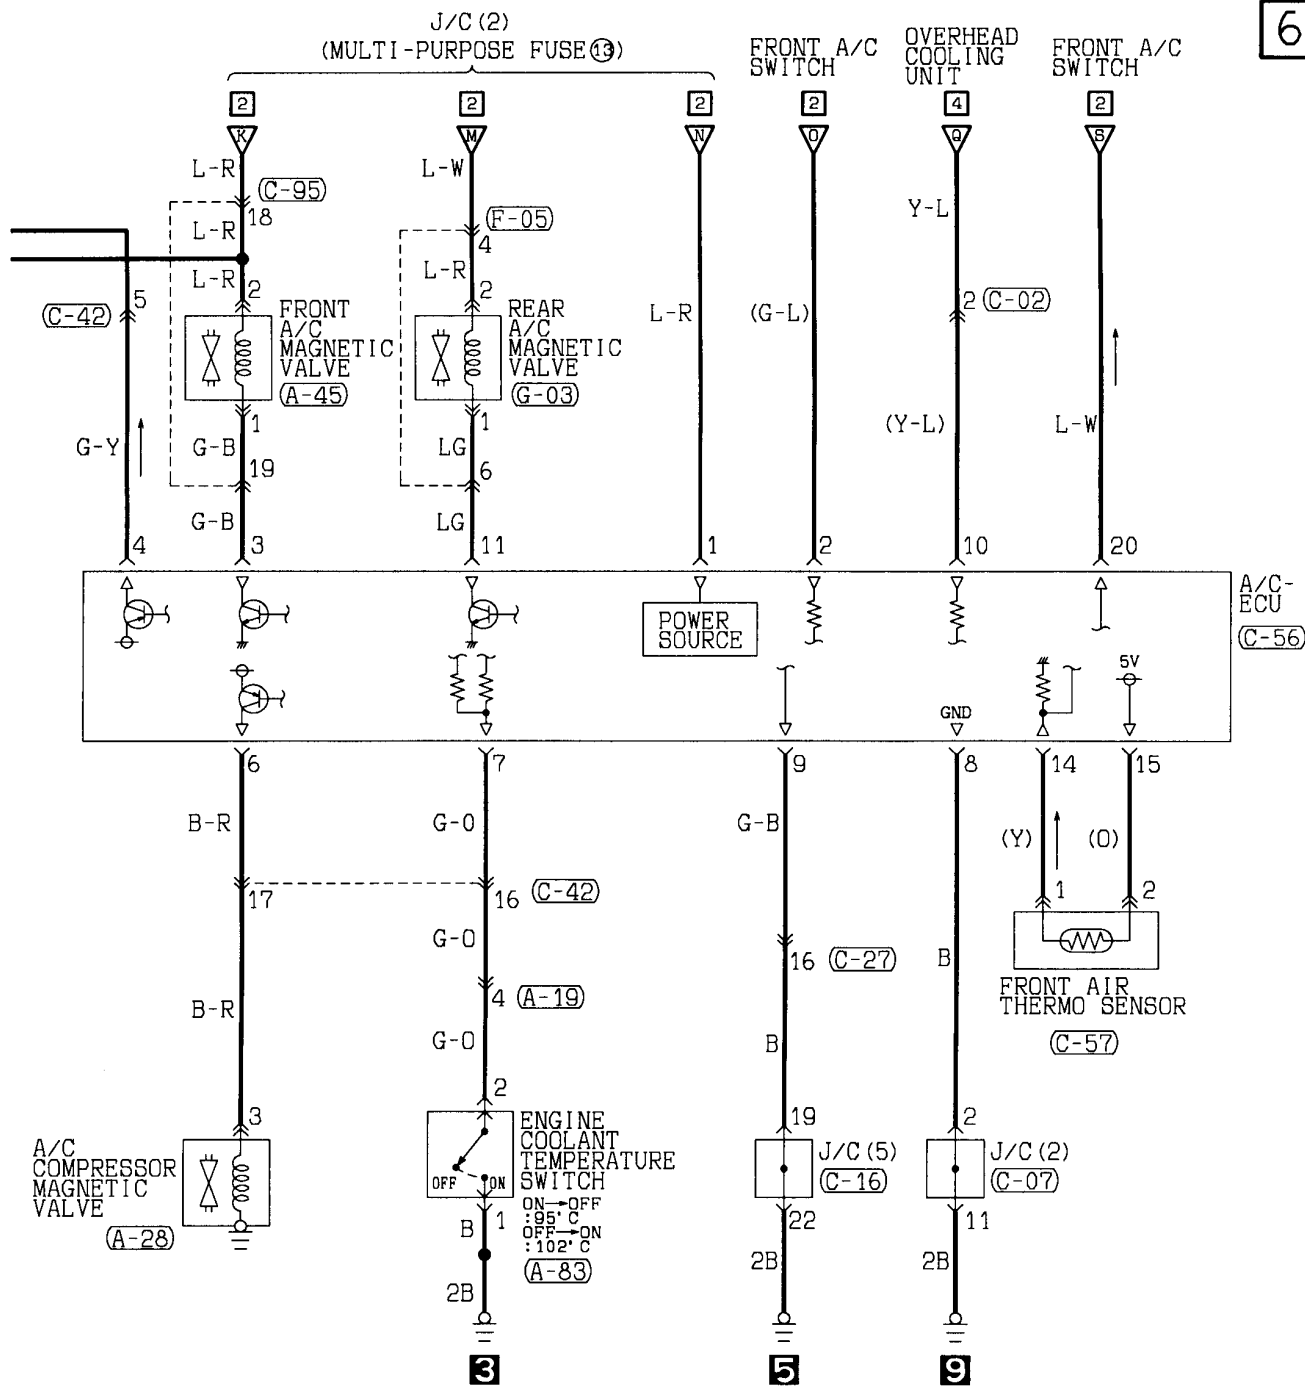 6
J/C(2)
(MULTI-PURPOSE FUSE⑬)
FRONT A/C
SWITCH
OVERHEAD
COOLING
UNIT
FRONT A/C
SWITCH
2
2
2
2
4
2
K
M
N
O
Q
S
L-R
L-W
C-95
18
Y-L
F-05
L-R
4
L-R
L-R
2
2
5
C-42
FRONT
A/C
MAGNETIC
VALVE
A-45
REAR
A/C
MAGNETIC
VALVE
G-03
L-R
(G-L)
2
C-02
1
1
(Y-L)
L-W
G-Y
G-B
LG
19
6
G-B
LG
4
3
11
1
2
10
20
A/C-
ECU
C-56
POWER
SOURCE
5V
GND
6
7
9
8
14
15
B-R
G-O
G-B
(Y)
(O)
17
16
C-42
1
2
G-O
16
C-27
B
4
A-19
FRONT AIR
THERMO SENSOR
C-57
B-R
G-O
B
2
3
19
2
A/C
COMPRESSOR
MAGNETIC
VALVE
A-28
ENGINE
COOLANT
TEMPERATURE
SWITCH
OFF
ON
ON→OFF
:95°C
OFF→ON
:102°C
A-83
J/C(5)
C-16
J/C(2)
C-07
B
1
22
11
2B
2B
2B
3
5
9